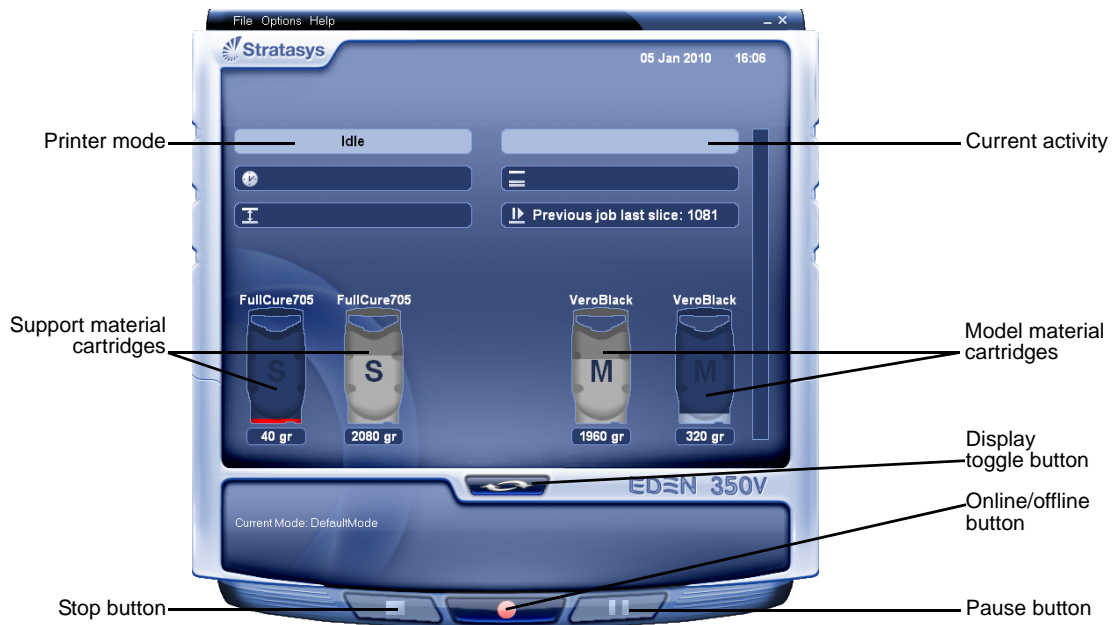 File Options Help
Stratasys
05 Jan 2010 16:06
Printer mode
Idle
Current activity
Previous job last slice: 1081
FullCure705
FullCure705
VeroBlack
VeroBlack
Support material
cartridges
S
S
M
M
Model material
cartridges
40 gr
2080 gr
1960 gr
320 gr
Display
toggle button
EDEN 350V
Online/offline
button
Current Mode: DefaultMode
Stop button
Pause button